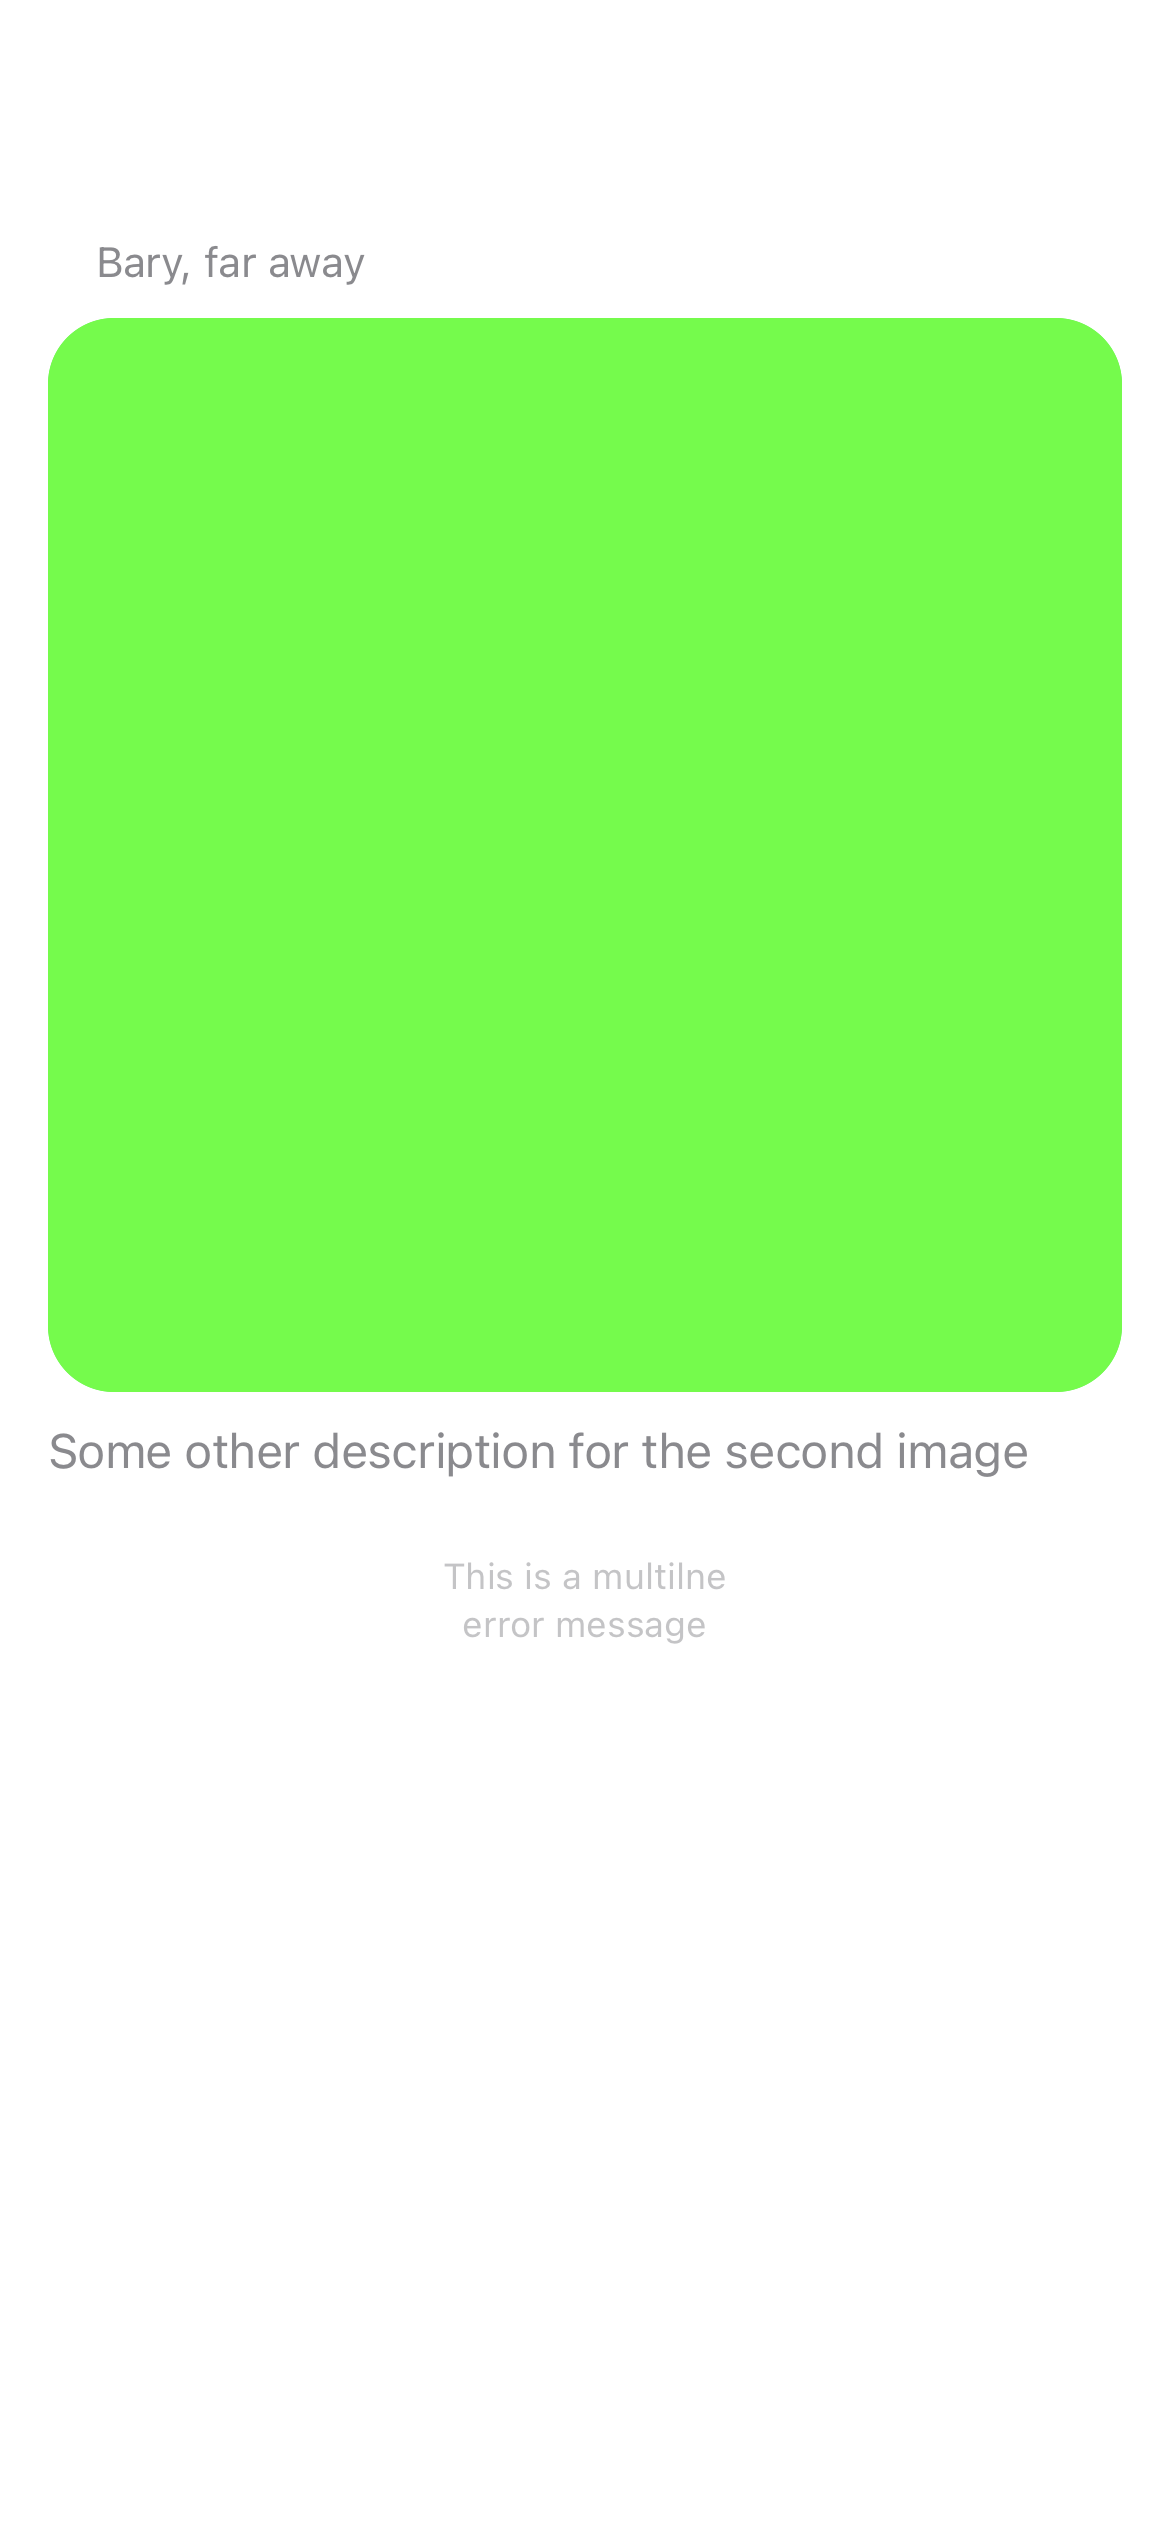 Bary, far away
Some other description for the second image
This is a multilne
error message